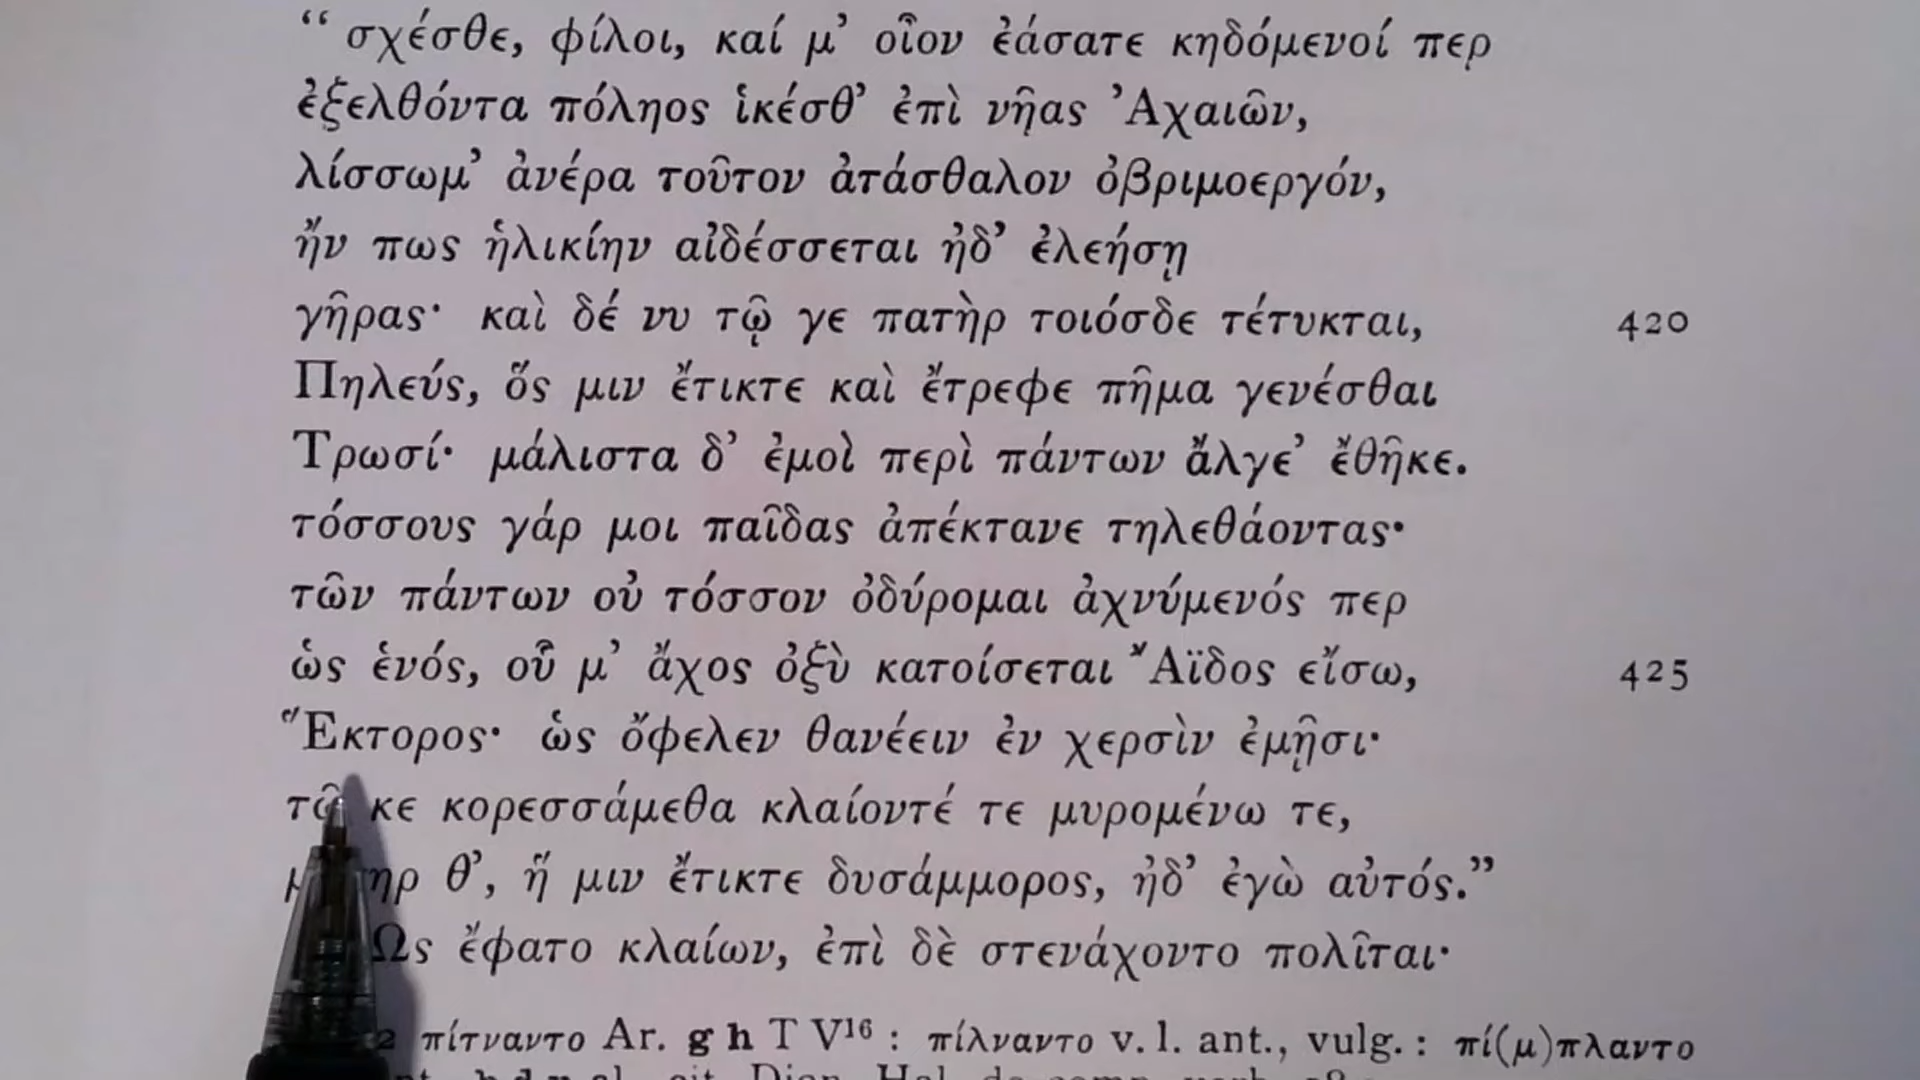 “ σχέσθε, φίλοι, καί μ’ οἶον ἐάσατε κηδόμενοί περ
ἐξελθόντα πόληος ἱκέσθ’ ἐπὶ νῆας Ἀχαιῶν,
λίσσωμ’ ἀνέρα τοῦτον ἀτάσθαλον ὀβριμοεργόν,
ἤν πως ἡλικίην αἰδέσσεται ἠδ’ ἐλεήσῃ
γῆρας· καὶ δέ νυ τῷ γε πατὴρ τοιόσδε τέτυκται, 420
Πηλεύς, ὅς μιν ἔτικτε καὶ ἔτρεφε πῆμα γενέσθαι
Τρωσί· μάλιστα δ’ ἐμοὶ περὶ πάντων ἄλγε’ ἔθηκε.
τόσσους γάρ μοι παῖδας ἀπέκτανε τηλεθάοντας·
τῶν πάντων οὐ τόσσον ὀδύρομαι ἀχνύμενός περ
ὡς ἑνός, οὗ μ’ ἄχος ὀξὺ κατοίσεται Ἄϊδος εἴσω, 425
Ἕκτορος· ὡς ὄφελεν θανέειν ἐν χερσὶν ἐμῇσι·
κε κορεσσάμεθα κλαίοντέ τε μυρομένω τε,
θ’, ἥ μιν ἔτικτε δυσάμμορος, ἠδ’ ἐγὼ αὐτός.”
Ὣς ἔφατο κλαίων, ἐπὶ δὲ στενάχοντο πολῖται·
πίτναντο Ar. g h T V¹⁶ : πίλναντο v. l. ant., vulg. : πί(μ)πλαντο